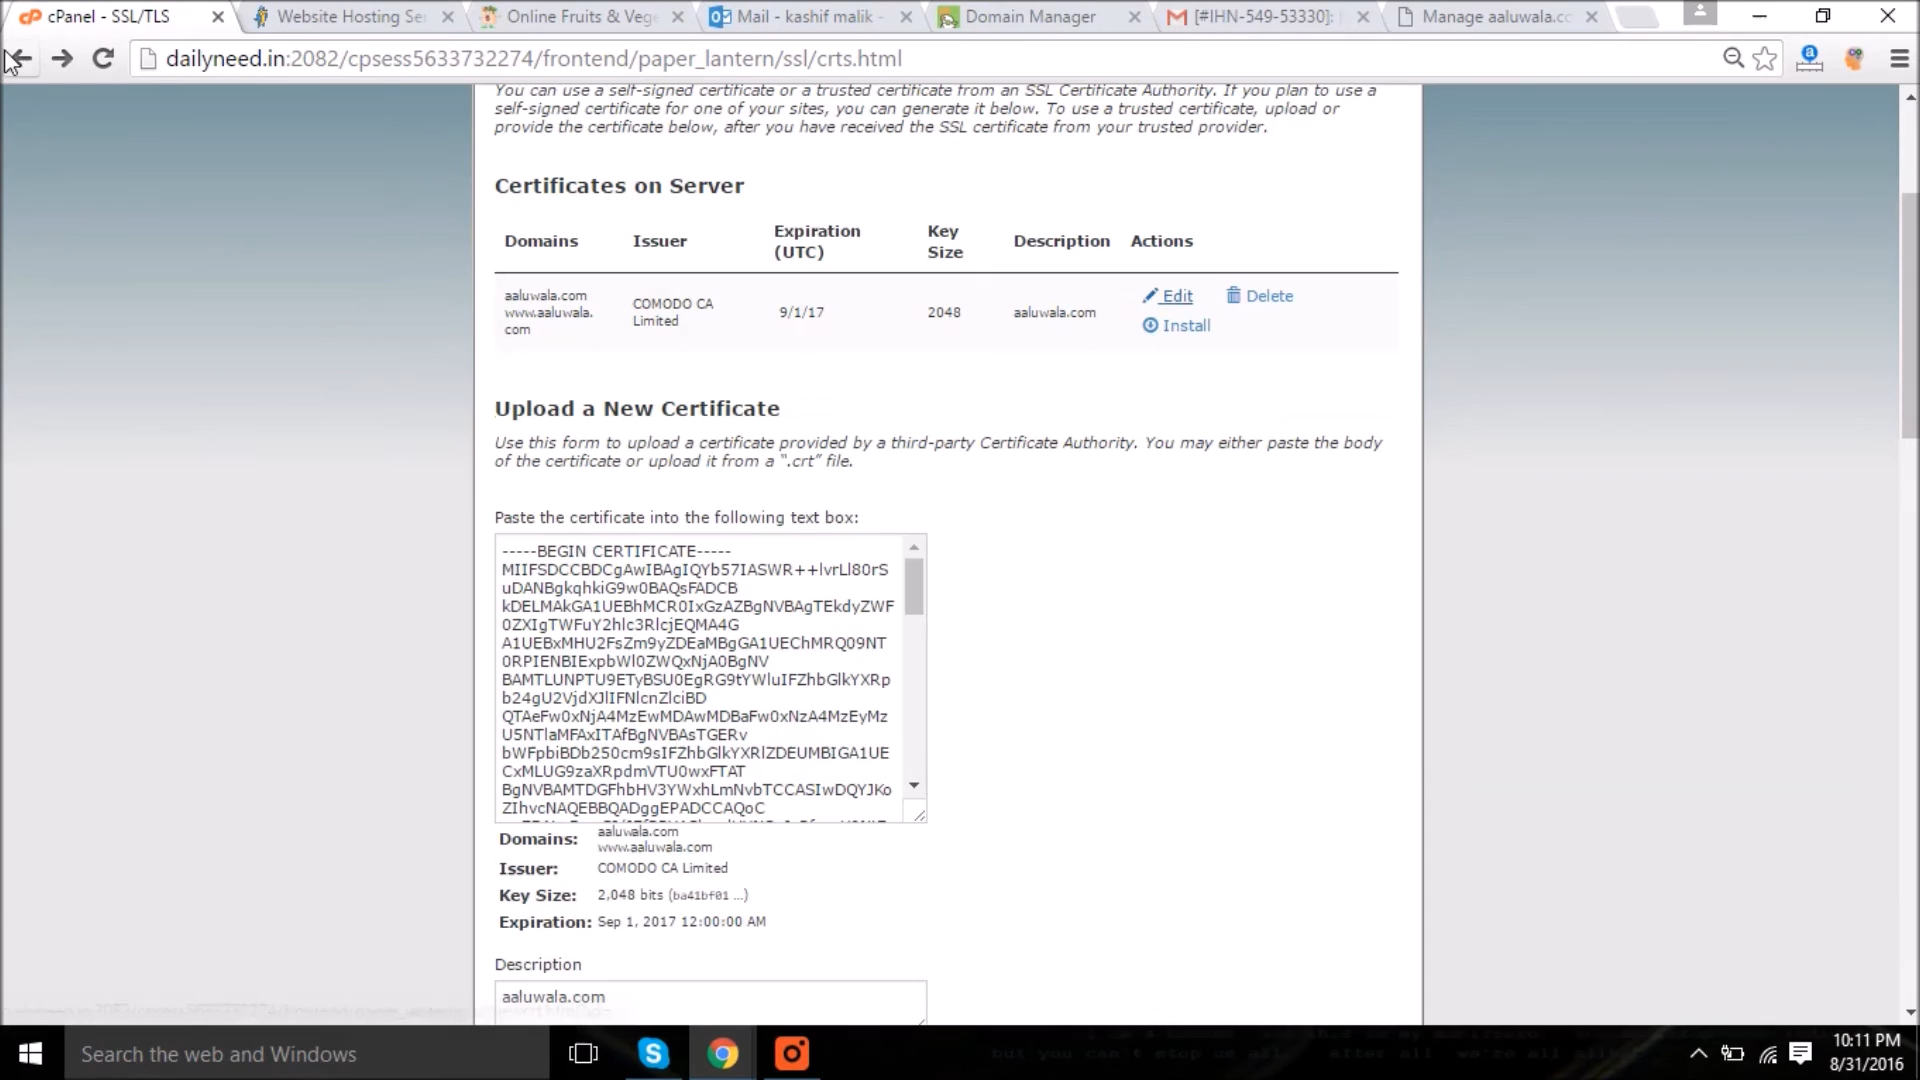 cPanel - SSL/TLS
Website Hosting Se
Online Fruits & Vege
Mail - kashif malik -
Domain Manager
[#IHN-549-53330]:
Manage aaluwala.cc
dailyneed.in:2082/cpsess5633732274/frontend/paper_lantern/ssl/crts.html
You can use a self-signed certificate or a trusted certificate from an SSL Certificate Authority. If you plan to use a
self-signed certificate for one of your sites, you can generate it below. To use a trusted certificate, upload or
provide the certificate below, after you have received the SSL certificate from your trusted provider.
Certificates on Server
Domains Issuer Expiration (UTC) Key Size Description Actions
aaluwala.com
www.aaluwala.
com
COMODO CA
Limited
9/1/17
2048
aaluwala.com
Edit
Delete
Install
Upload a New Certificate
Use this form to upload a certificate provided by a third-party Certificate Authority. You may either paste the body
of the certificate or upload it from a “.crt” file.
Paste the certificate into the following text box:
-----BEGIN CERTIFICATE-----
MIIFSDCCBDCgAwIBAgIQYb57IASWR++lvrLl80rS
uDANBgkqhkiG9w0BAQsFADCB
kDELMAkGA1UEBhMCR0IxGzAZBgNVBAgTEkdyZWF
0ZXIgTWFuY2hlc3RlcjEQMA4G
A1UEBxMHU2FsZm9yZDEaMBgGA1UEChMRQ09NT
0RPIENBIExpbWl0ZWQxNjA0BgNV
BAMTLUNPTU9ETyBSU0EgRG9tYWluIFZhbGlkYXRp
b24gU2VjdXJlIFNlcnZlciBD
QTAeFw0xNjA4MzEwMDAwMDBaFw0xNzA4MzEyMz
U5NTlaMFAxITAfBgNVBAsTGERv
bWFpbiBDb250cm9sIFZhbGlkYXRlZDEUMBIGA1UE
CxMLUG9zaXRpdmVTU0wxFTAT
BgNVBAMTDGFhbHV3YWxhLmNvbTCCASIwDQYJKo
ZIhvcNAQEBBQADggEPADCCAQoC
Domains: aaluwala.com
www.aaluwala.com
Issuer: COMODO CA Limited
Key Size: 2,048 bits (ba41bf01 ...)
Expiration: Sep 1, 2017 12:00:00 AM
Description
aaluwala.com
Search the web and Windows
but you can't stop us all
10:11 PM
8/31/2016